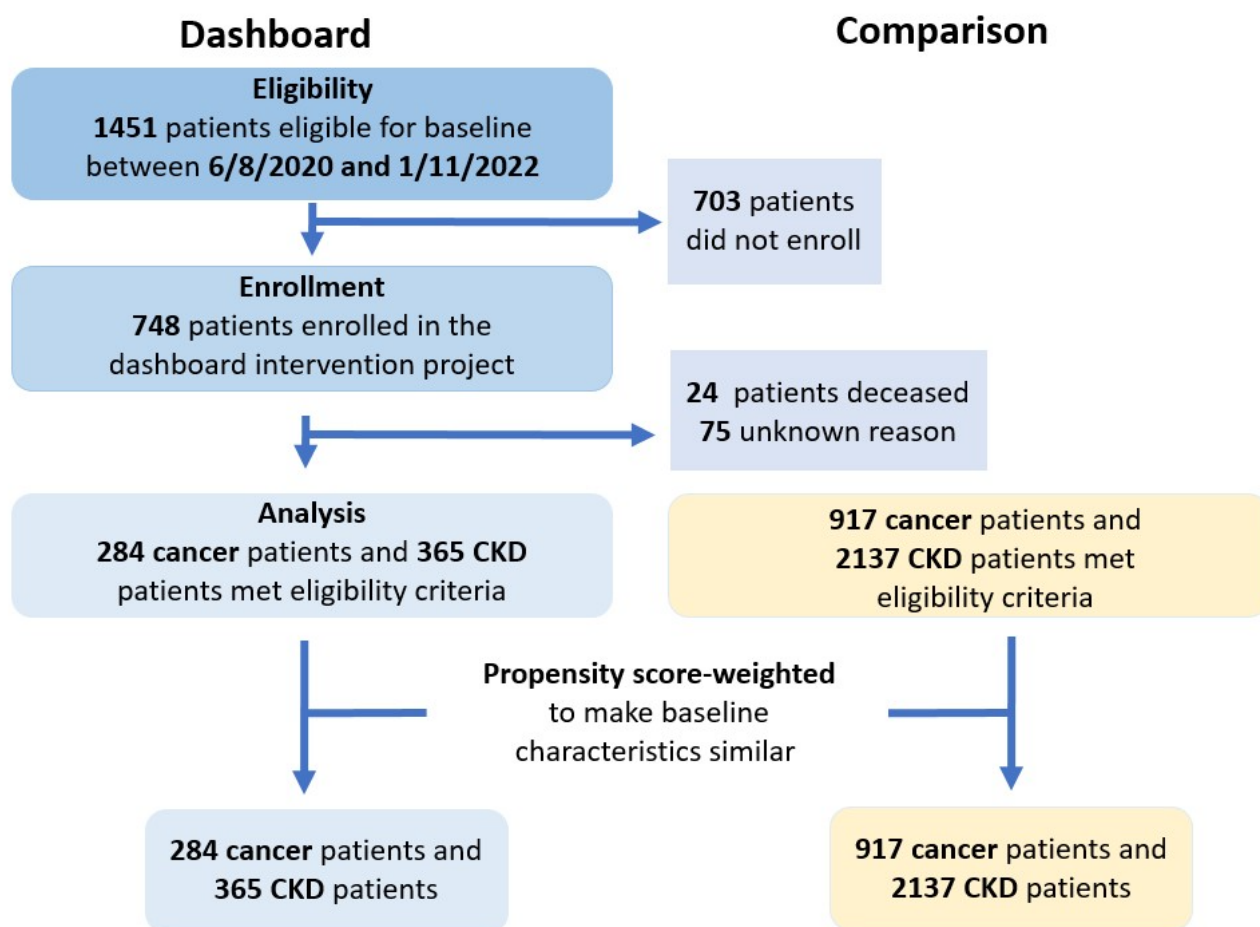 Dashboard
Comparison
Eligibility
1451 patients eligible for baseline
between 6/8/2020 and 1/11/2022
703 patients
did not enroll
Enrollment
748 patients enrolled in the
dashboard intervention project
24 patients deceased
75 unknown reason
Analysis
284 cancer patients and 365 CKD
patients met eligibility criteria
917 cancer patients and
2137 CKD patients met
eligibility criteria
Propensity score-weighted
to make baseline
characteristics similar
284 cancer patients and
365 CKD patients
917 cancer patients and
2137 CKD patients